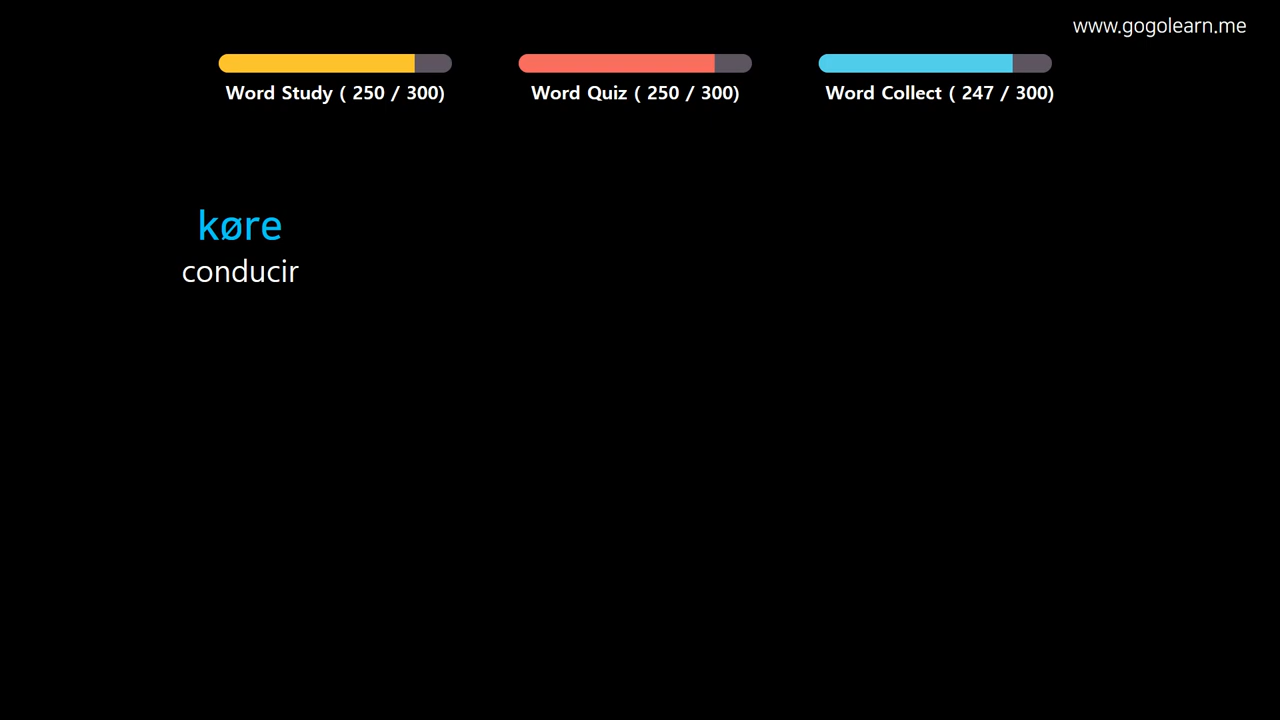 www.gogolearn.me
Word Study ( 250 / 300)
Word Quiz ( 250 / 300)
Word Collect ( 247 / 300)
køre
conducir